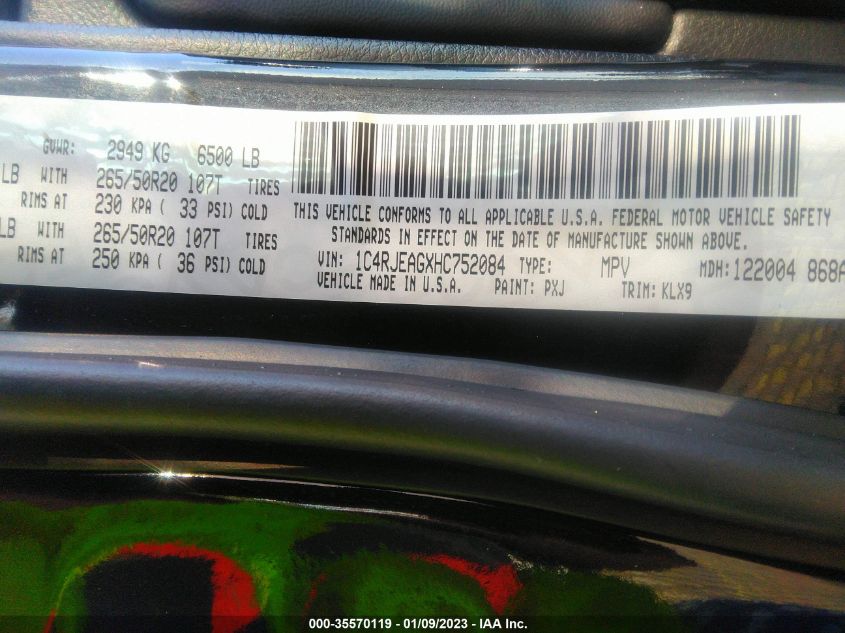 GVWR: 2949 KG 6500 LB
LB WITH 265/50R20 107T TIRES
RIMS AT 230 KPA ( 33 PSI) COLD
LB WITH 265/50R20 107T TIRES
RIMS AT 250 KPA ( 36 PSI) COLD
THIS VEHICLE CONFORMS TO ALL APPLICABLE U.S.A. FEDERAL MOTOR VEHICLE SAFETY
STANDARDS IN EFFECT ON THE DATE OF MANUFACTURE SHOWN ABOVE.
VIN: 1C4RJEAGXHC752084 TYPE: MPV MDH: 122004 868A
VEHICLE MADE IN U.S.A. PAINT: PXJ TRIM: KLX9
000-35570119 | 01/09/2023 - IAA Inc.